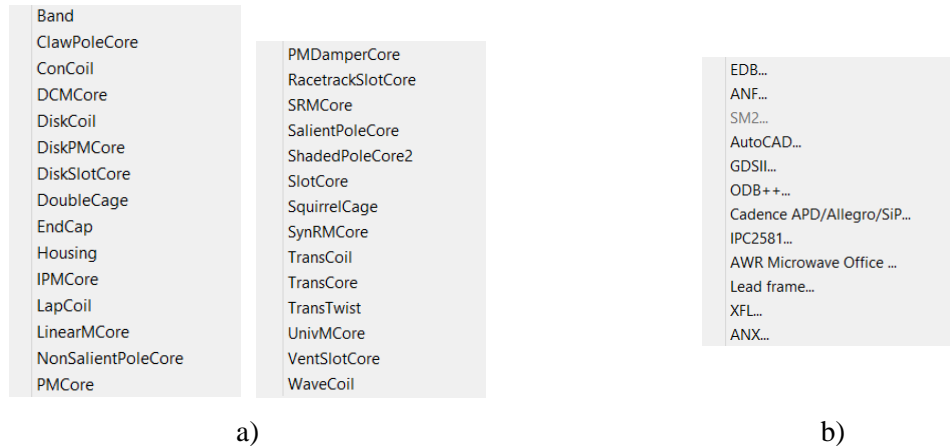 Band
ClawPoleCore
ConCoil
DCMCore
DiskCoil
DiskPMCore
DiskSlotCore
DoubleCage
EndCap
Housing
IPMCore
LapCoil
LinearMCore
NonSalientPoleCore
PMCore
PMDamperCore
RacetrackSlotCore
SRMCore
SalientPoleCore
ShadedPoleCore2
SlotCore
SquirrelCage
SynRMCore
TransCoil
TransCore
TransTwist
UnivMCore
VentSlotCore
WaveCoil
a)
EDB...
ANF...
SM2...
AutoCAD...
GDSII...
ODB++...
Cadence APD/Allegro/SiP...
IPC2581...
AWR Microwave Office ...
Lead frame...
XFL...
ANX...
b)